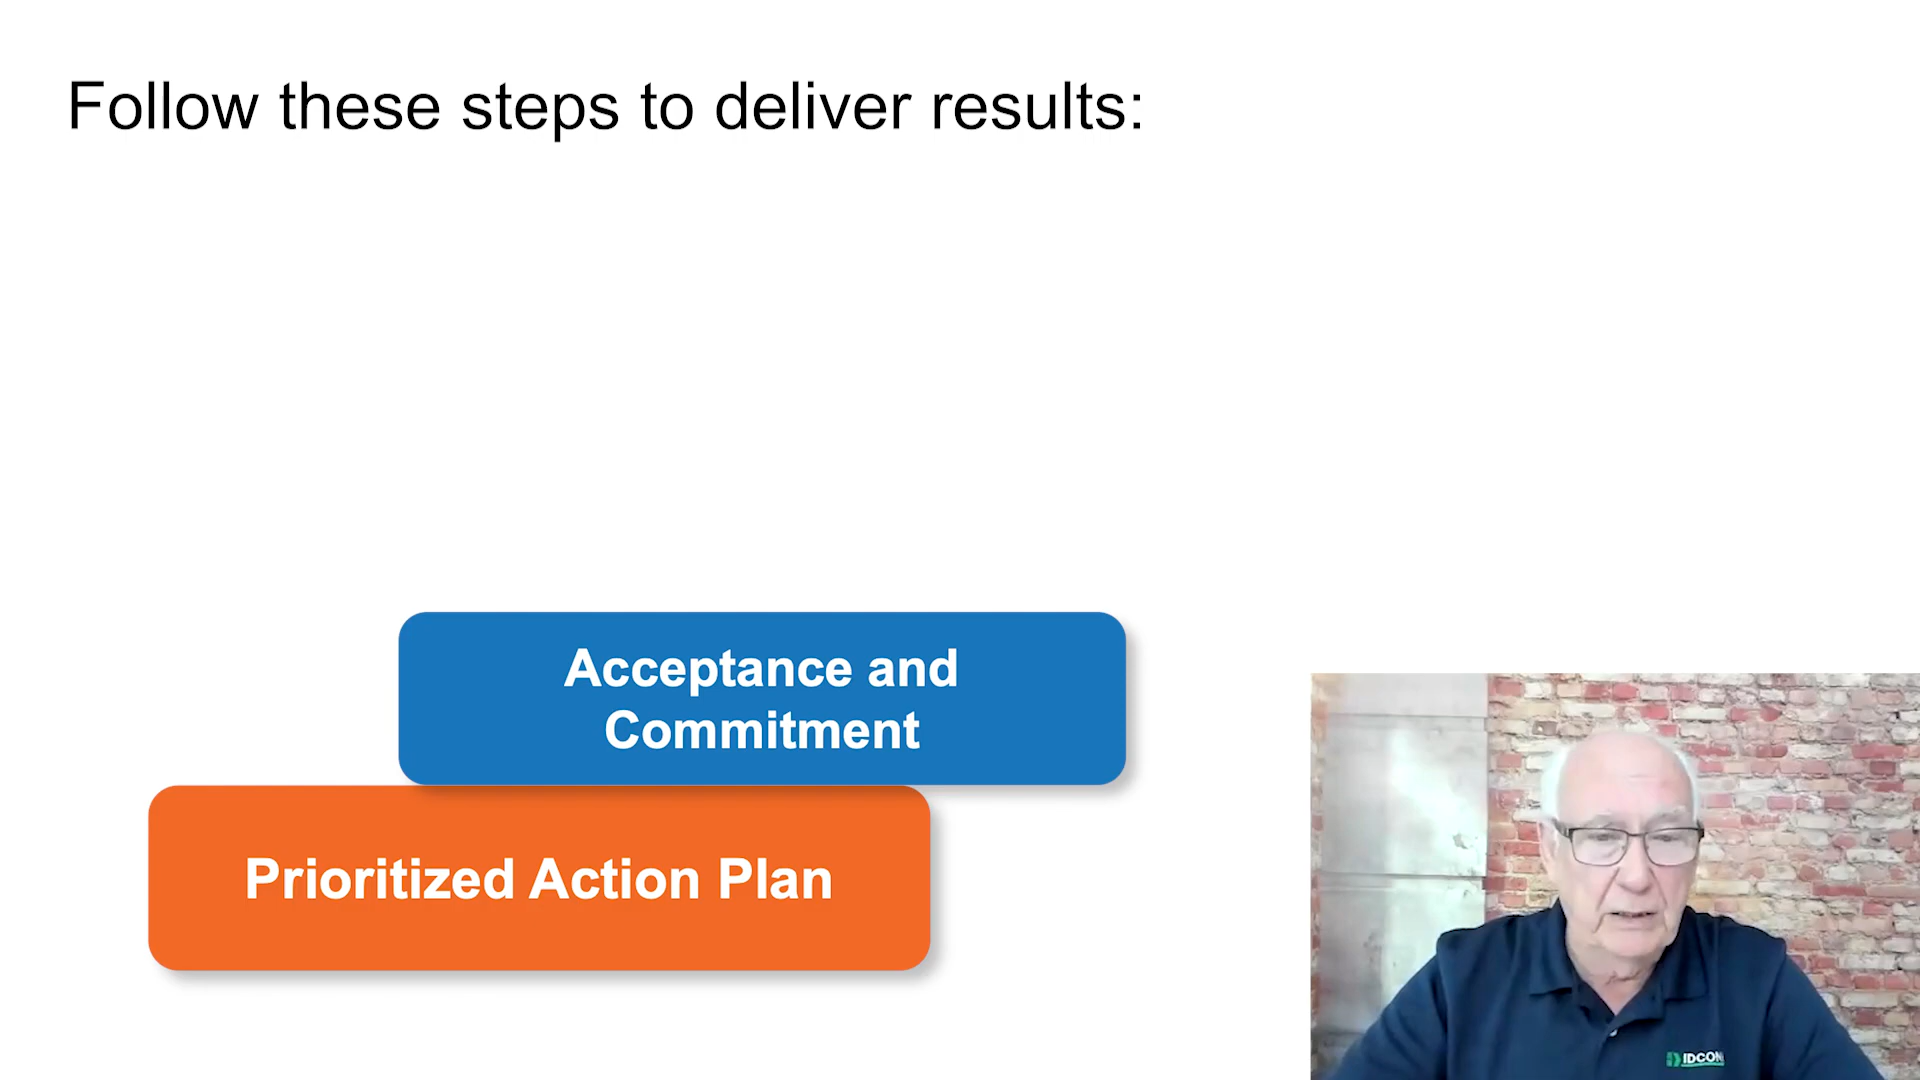 Follow these steps to deliver results:
Acceptance and
Commitment
Prioritized Action Plan
IDCON